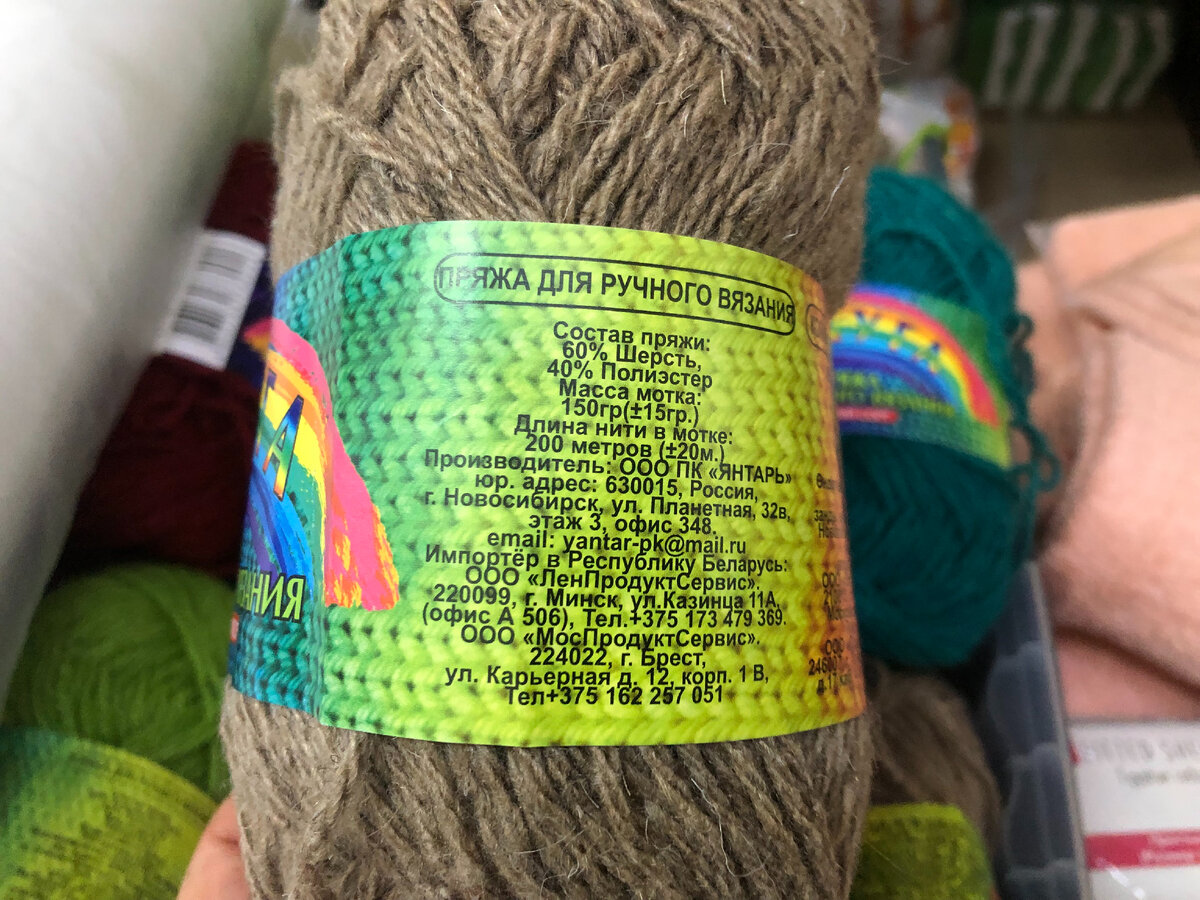 ПРЯЖА ДЛЯ РУЧНОГО ВЯЗАНИЯ
Состав пряжи:
60% Шерсть,
40% Полиэстер
Масса мотка:
150гр(±15гр.)
Длина нити в мотке:
200 метров (±20м.)
Производитель: ООО ПК «ЯНТАРЬ»
юр. адрес: 630015, Россия,
г. Новосибирск, ул. Планетная, 32в,
этаж 3, офис 348.
email: yantar-pk@mail.ru
Импортёр в Республику Беларусь:
ООО «ЛенПродуктСервис».
220099, г. Минск, ул.Казинца 11А,
(офис А 506), Тел.+375 173 479 369.
ООО «МосПродуктСервис».
224022, г. Брест,
ул. Карьерная д. 12, корп. 1 В,
Тел+375 162 257 051